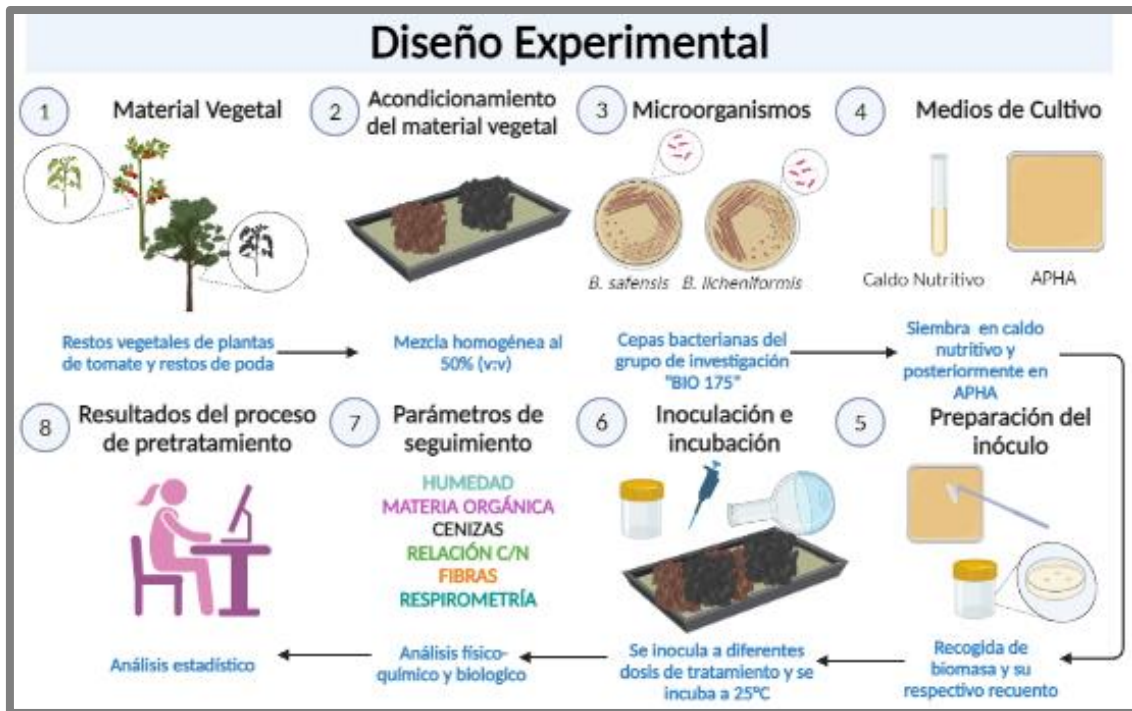 Diseño Experimental
1
Material Vegetal
2
Acondicionamiento
del material vegetal
3
Microorganismos
4
Medios de Cultivo
B. safensis
B. licheniformis
Caldo Nutritivo
APHA
Restos vegetales de plantas
de tomate y restos de poda
Mezcla homogénea al
50% (v:v)
Cepas bacterianas del
grupo de investigación
"BIO 175"
Siembra en caldo
nutritivo y
posteriormente en
APHA
8
Resultados del proceso
de pretratamiento
7
Parámetros de
seguimiento
6
Inoculación e
incubación
5
Preparación del
inóculo
HUMEDAD
MATERIA ORGÁNICA
CENIZAS
RELACIÓN C/N
FIBRAS
RESPIROMETRÍA
Análisis estadístico
Análisis físico-
químico y biologico
Se inocula a diferentes
dosis de tratamiento y se
incuba a 25°C
Recogida de
biomasa y su
respectivo recuento